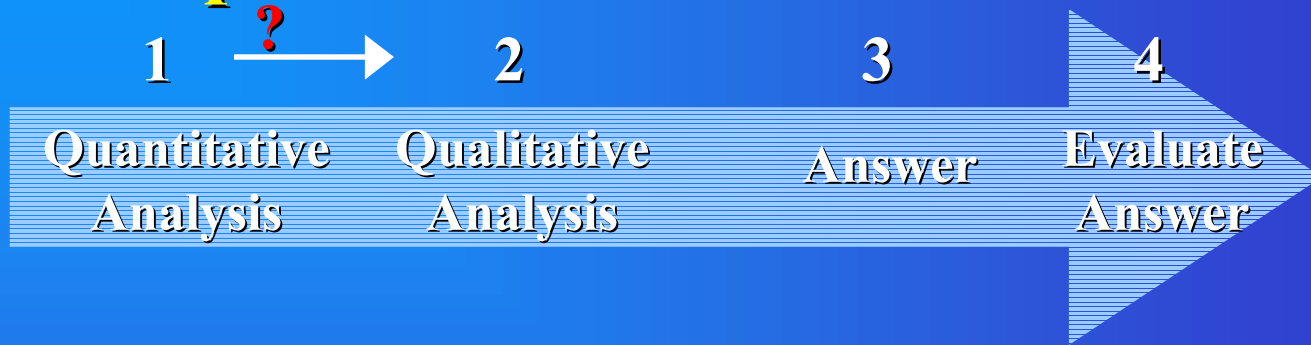 ?
1 2 3 4
Quantitative Qualitative Answer Evaluate
Analysis Analysis Answer